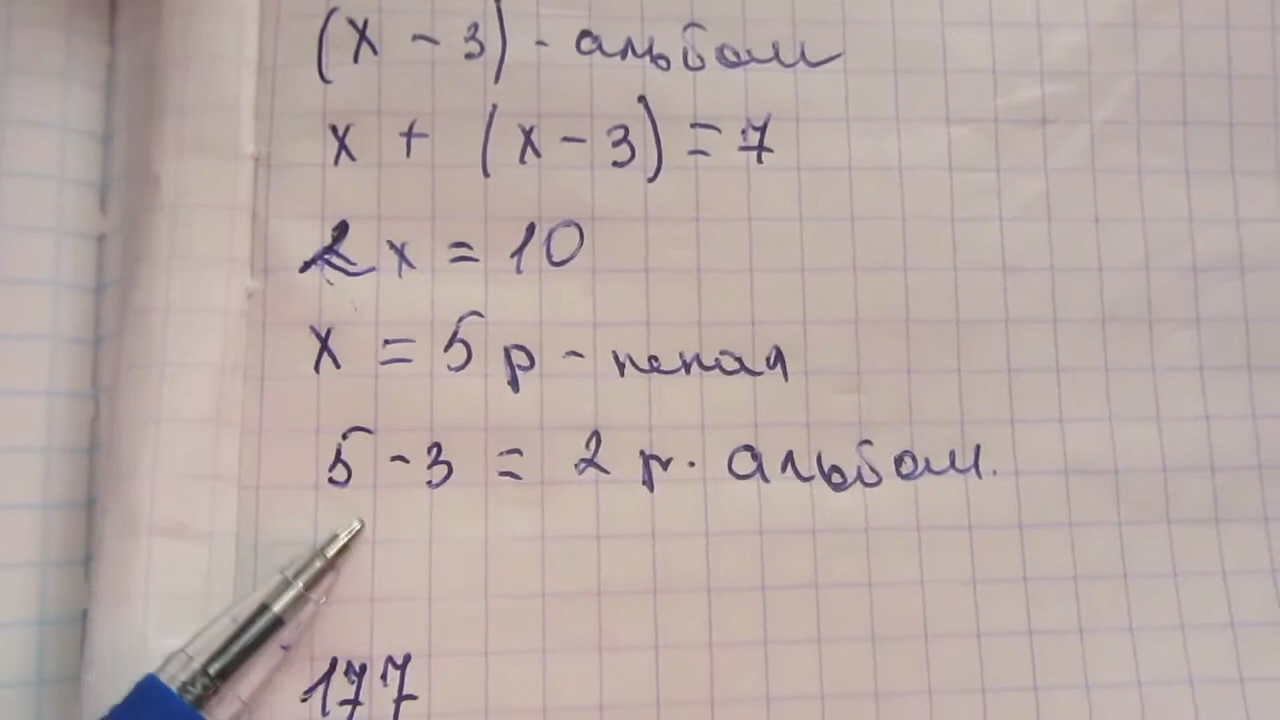 (x - 3) - альбом
x + (x - 3) = 7
2x = 10
x = 5 р - пенал
5 - 3 = 2 р. альбом.
177